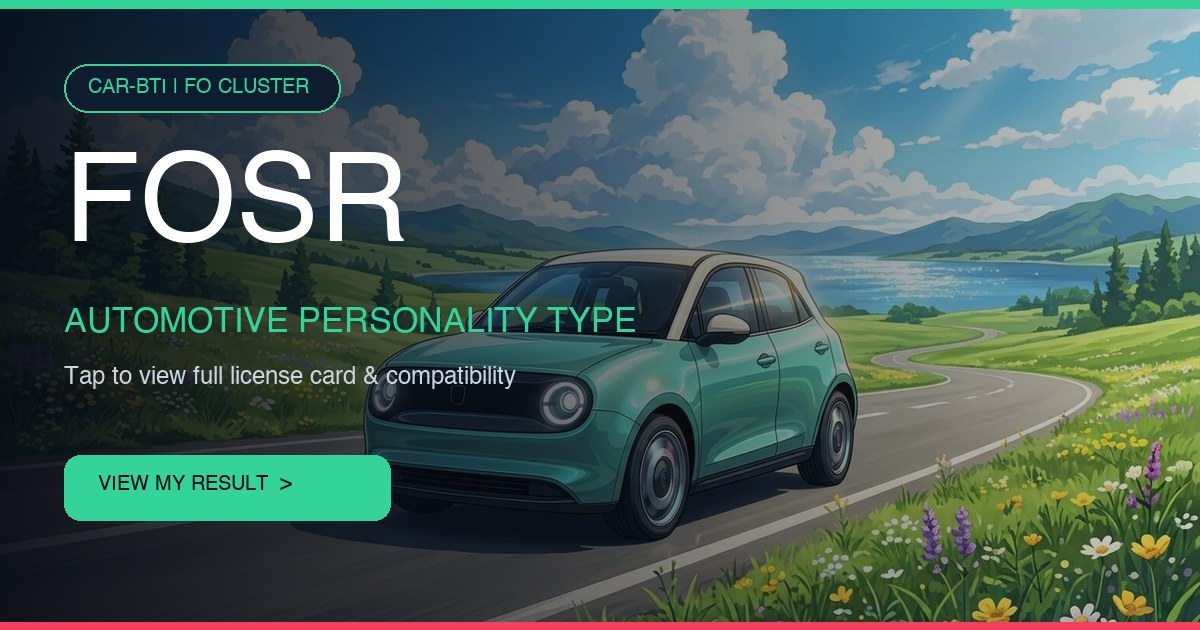 CAR-BTI | FO CLUSTER
FOSR
AUTOMOTIVE PERSONALITY TYPE
Tap to view full license card & compatibility
VIEW MY RESULT >